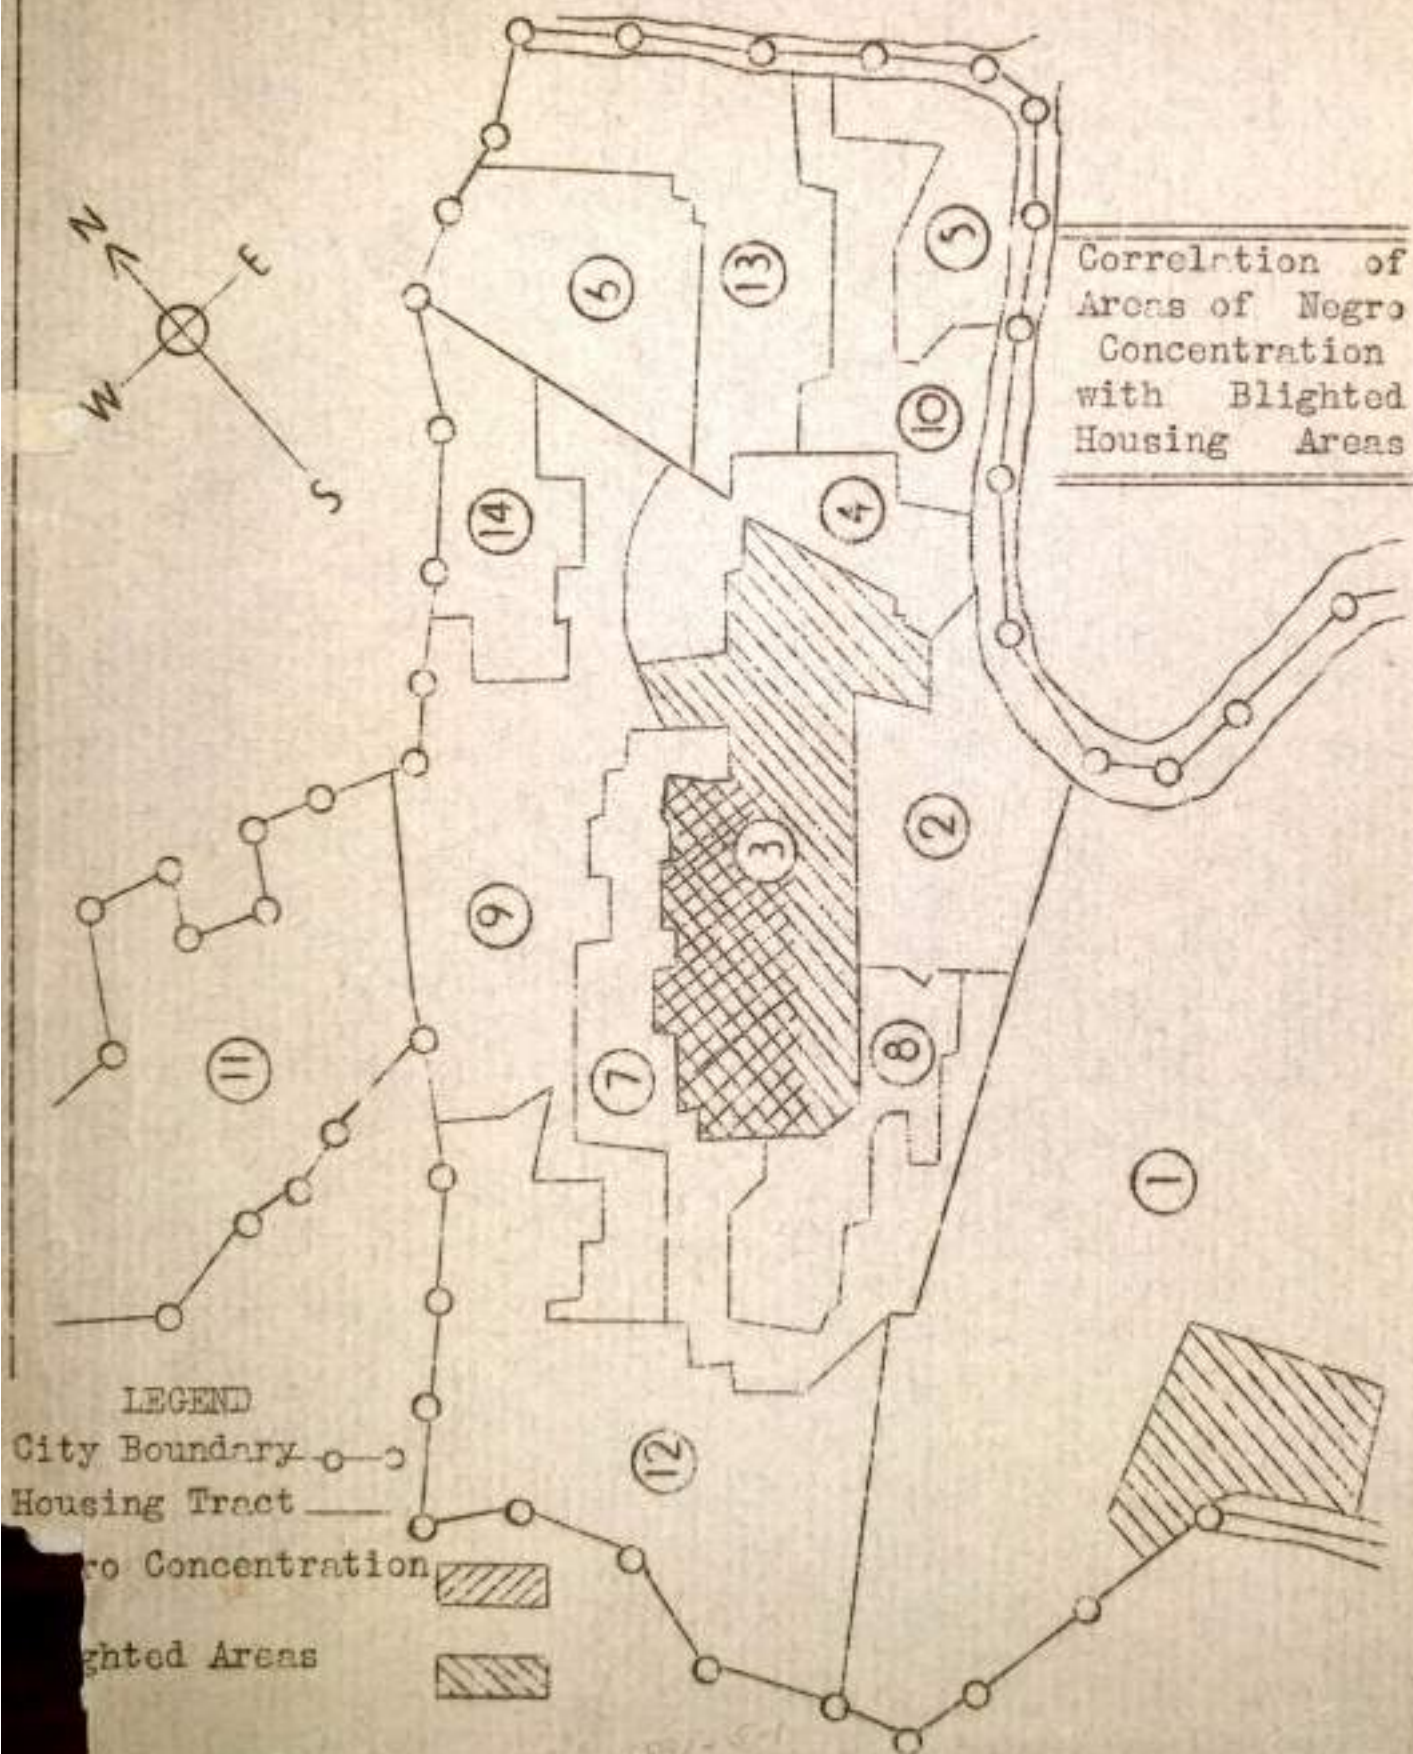 N
E
W
S
6
13
5
Correlation of
Areas of Negro
Concentration
with Blighted
Housing Areas
10
14
4
3
2
9
11
7
8
1
12
LEGEND
City Boundary
Housing Tract
ro Concentration
ghted Areas